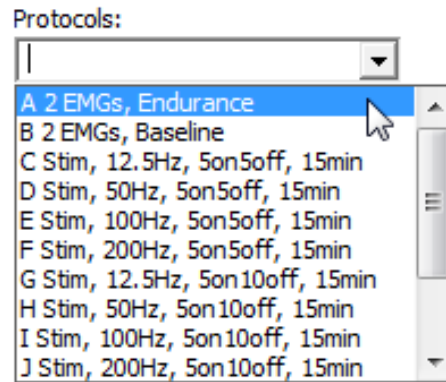 Protocols:
A 2 EMGs, Endurance
B 2 EMGs, Baseline
C Stim, 12.5Hz, 5on5off, 15min
D Stim, 50Hz, 5on5off, 15min
E Stim, 100Hz, 5on5off, 15min
F Stim, 200Hz, 5on5off, 15min
G Stim, 12.5Hz, 5on10off, 15min
H Stim, 50Hz, 5on10off, 15min
I Stim, 100Hz, 5on10off, 15min
J Stim, 200Hz, 5on10off, 15min